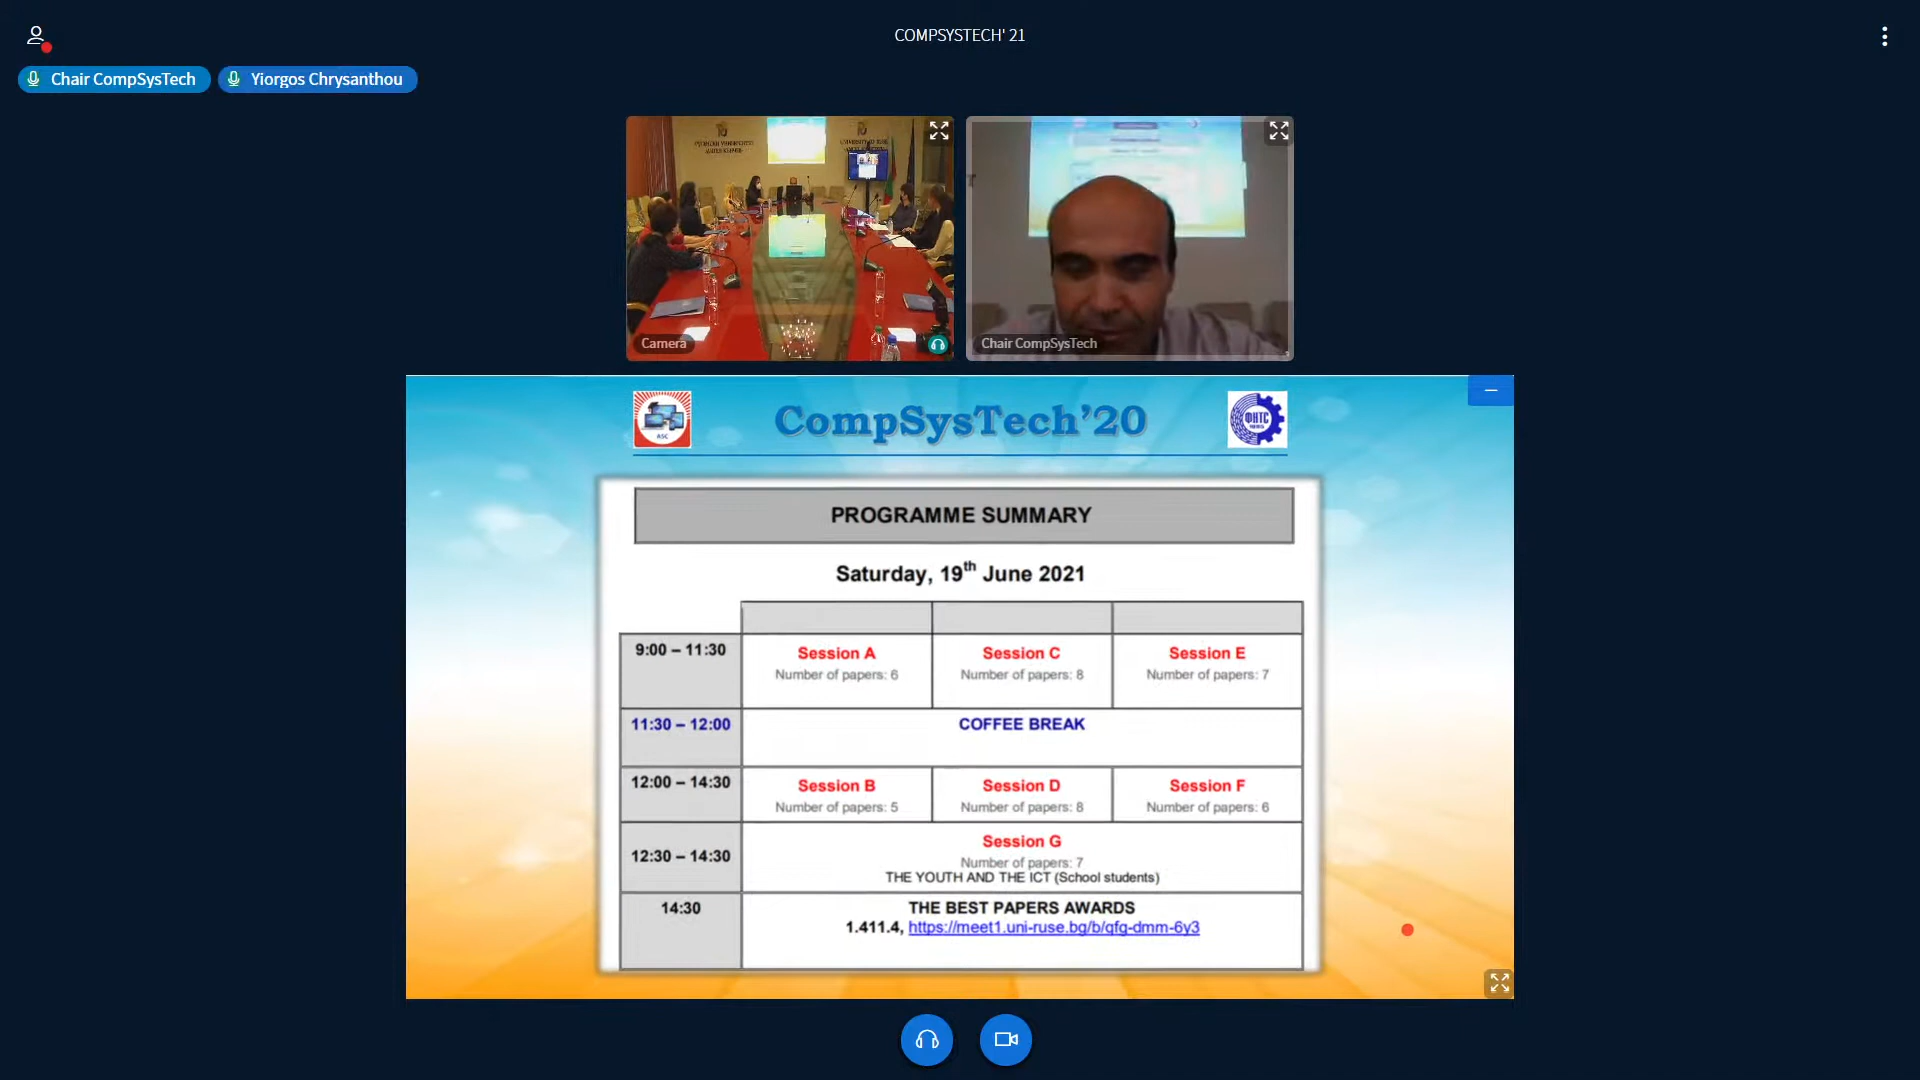 COMPSYSTECH' 21
Chair CompSysTech
Yiorgos Chrysanthou
Camera
Chair CompSysTech
ASC
CompSysTech'20
ФНТС
PROGRAMME SUMMARY
Saturday, 19th June 2021
9:00 – 11:30
Session A
Session C
Session E
Number of papers: 6
Number of papers: 8
Number of papers: 7
11:30 – 12:00
COFFEE BREAK
12:00 – 14:30
Session B
Session D
Session F
Number of papers: 5
Number of papers: 8
Number of papers: 6
Session G
12:30 – 14:30
Number of papers: 7
THE YOUTH AND THE ICT (School students)
14:30
THE BEST PAPERS AWARDS
1.411.4, https://meet1.uni-ruse.bg/b/qfg-dmm-6y3